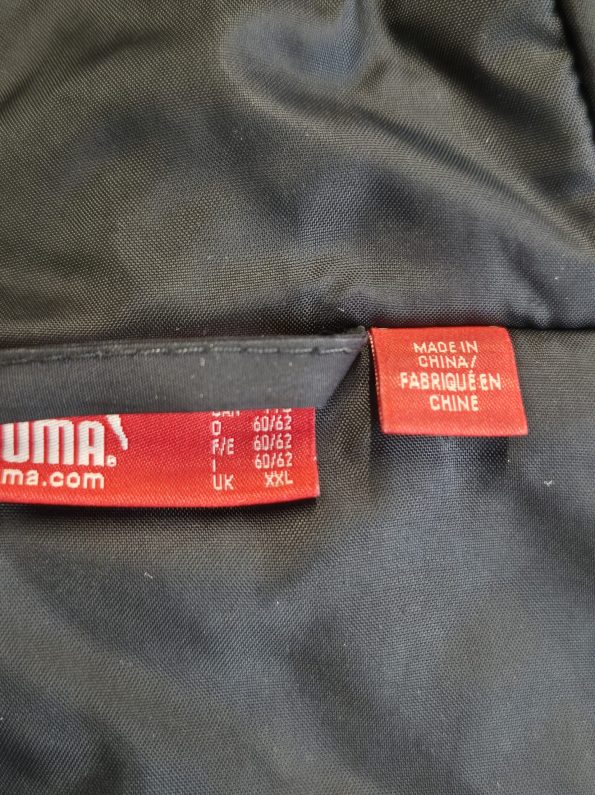 UMA®
ma.com
D 60/62
F/E 60/62
I 60/62
UK XXL
MADE IN
CHINA/
FABRIQUÉ EN
CHINE